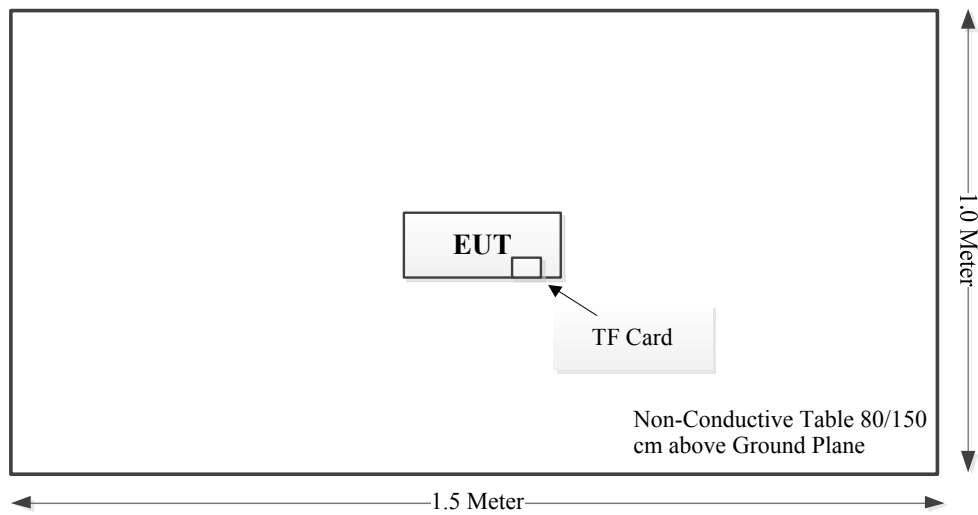 EUT
TF Card
Non-Conductive Table 80/150
cm above Ground Plane
1.0 Meter
1.5 Meter